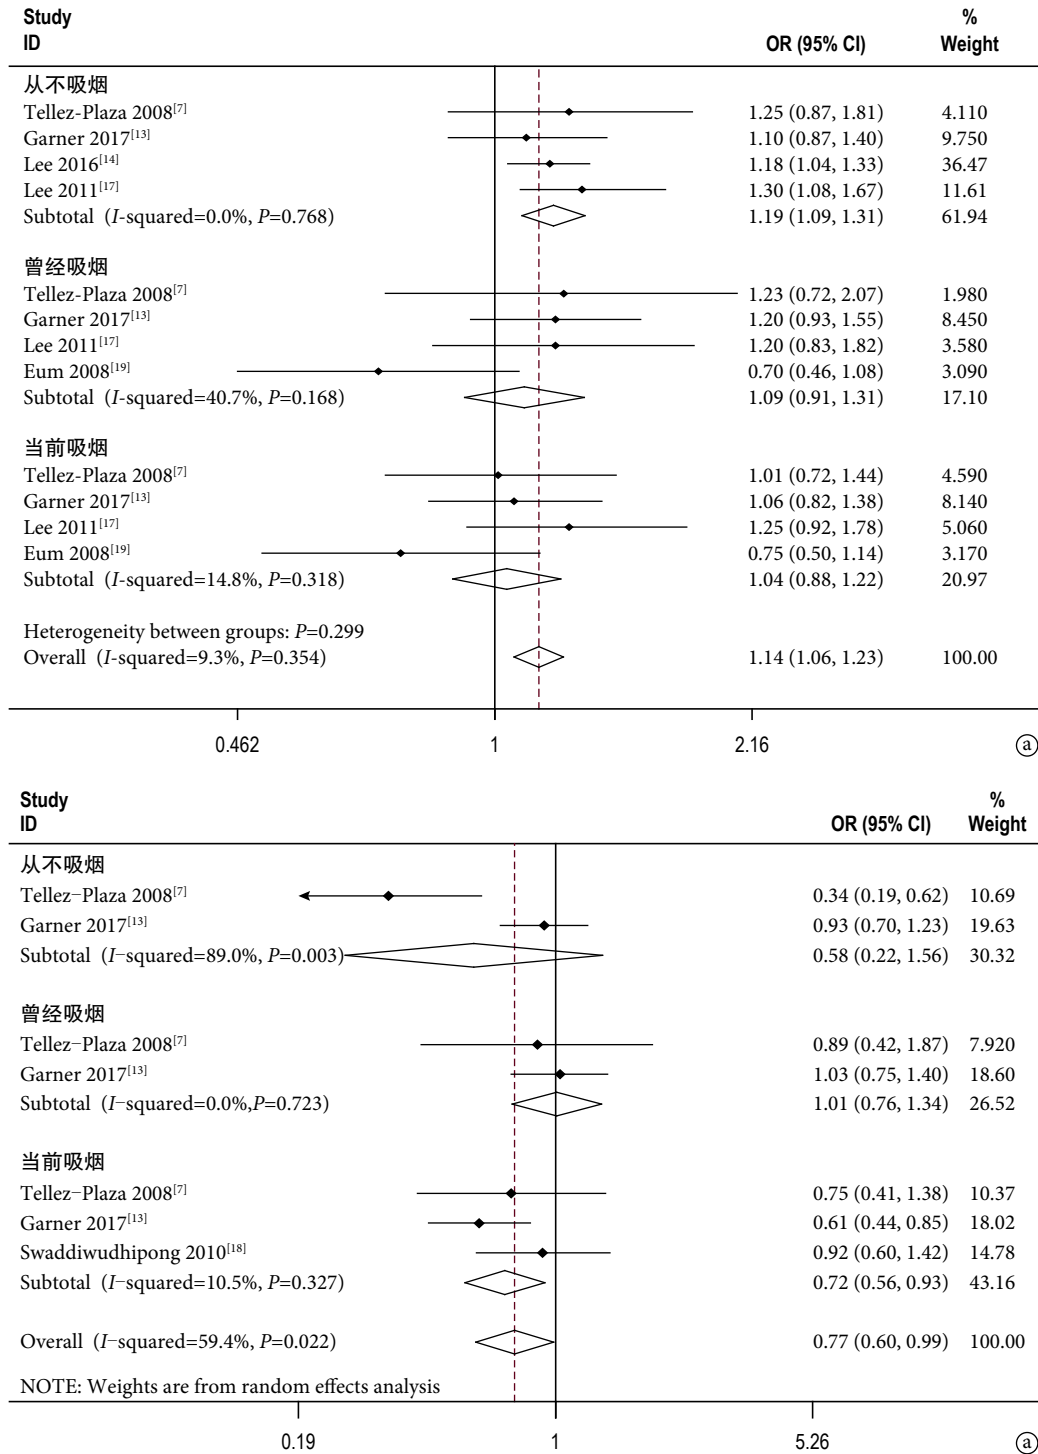 Study % 
ID OR (95% CI) Weight
从不吸烟
Tellez-Plaza 2008[7] 1.25 (0.87, 1.81) 4.110
Garner 2017[13] 1.10 (0.87, 1.40) 9.750
Lee 2016[14] 1.18 (1.04, 1.33) 36.47
Lee 2011[17] 1.30 (1.08, 1.67) 11.61
Subtotal (I-squared=0.0%, P=0.768) 1.19 (1.09, 1.31) 61.94
曾经吸烟
Tellez-Plaza 2008[7] 1.23 (0.72, 2.07) 1.980
Garner 2017[13] 1.20 (0.93, 1.55) 8.450
Lee 2011[17] 1.20 (0.83, 1.82) 3.580
Eum 2008[19] 0.70 (0.46, 1.08) 3.090
Subtotal (I-squared=40.7%, P=0.168) 1.09 (0.91, 1.31) 17.10
当前吸烟
Tellez-Plaza 2008[7] 1.01 (0.72, 1.44) 4.590
Garner 2017[13] 1.06 (0.82, 1.38) 8.140
Lee 2011[17] 1.25 (0.92, 1.78) 5.060
Eum 2008[19] 0.75 (0.50, 1.14) 3.170
Subtotal (I-squared=14.8%, P=0.318) 1.04 (0.88, 1.22) 20.97
Heterogeneity between groups: P=0.299
Overall (I-squared=9.3%, P=0.354) 1.14 (1.06, 1.23) 100.00
0.462 1 2.16 ⓐ
Study %
ID OR (95% CI) Weight
从不吸烟
Tellez−Plaza 2008[7] 0.34 (0.19, 0.62) 10.69
Garner 2017[13] 0.93 (0.70, 1.23) 19.63
Subtotal (I−squared=89.0%, P=0.003) 0.58 (0.22, 1.56) 30.32
曾经吸烟
Tellez−Plaza 2008[7] 0.89 (0.42, 1.87) 7.920
Garner 2017[13] 1.03 (0.75, 1.40) 18.60
Subtotal (I−squared=0.0%,P=0.723) 1.01 (0.76, 1.34) 26.52
当前吸烟
Tellez−Plaza 2008[7] 0.75 (0.41, 1.38) 10.37
Garner 2017[13] 0.61 (0.44, 0.85) 18.02
Swaddiwudhipong 2010[18] 0.92 (0.60, 1.42) 14.78
Subtotal (I−squared=10.5%, P=0.327) 0.72 (0.56, 0.93) 43.16
Overall (I−squared=59.4%, P=0.022) 0.77 (0.60, 0.99) 100.00
NOTE: Weights are from random effects analysis
0.19 1 5.26 ⓐ